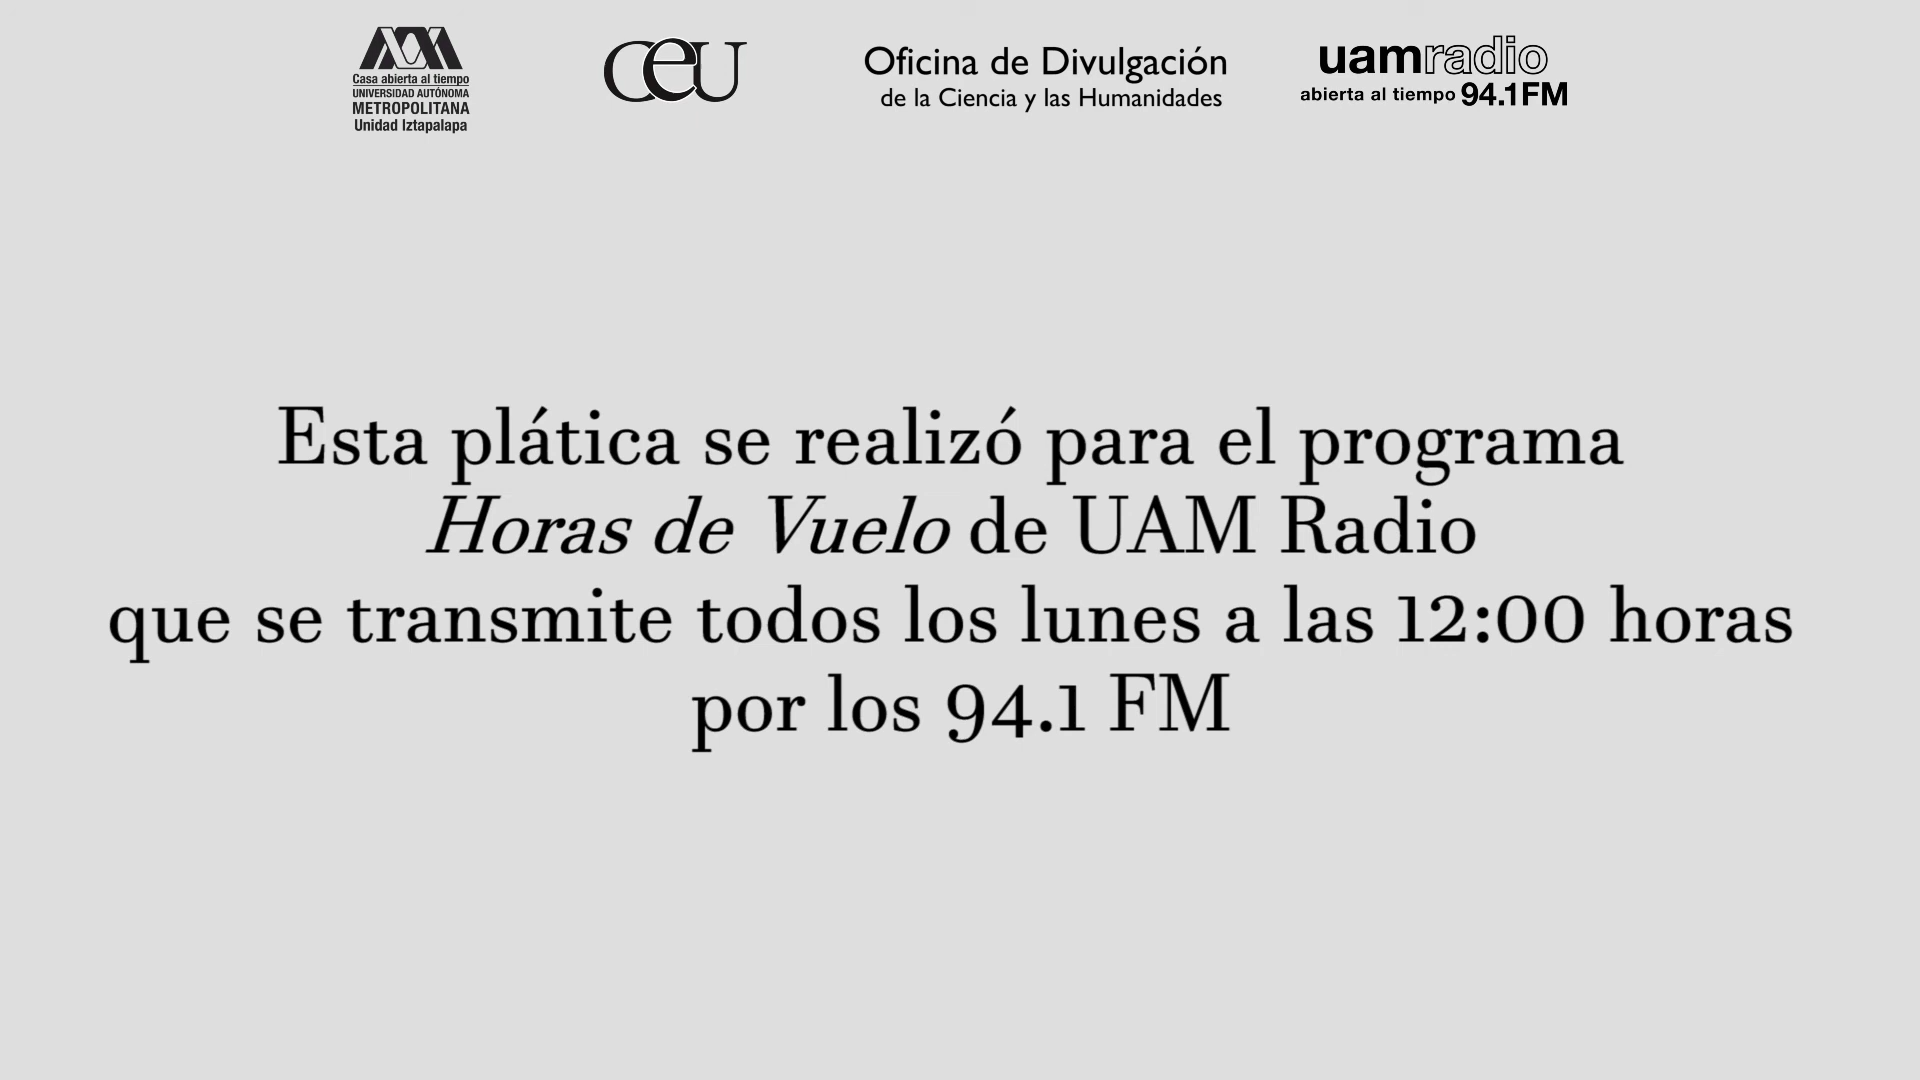 Casa abierta al tiempo
UNIVERSIDAD AUTÓNOMA
METROPOLITANA
Unidad Iztapalapa
ceu
Oficina de Divulgación
de la Ciencia y las Humanidades
uamradio
abierta al tiempo 94.1FM
Esta plática se realizó para el programa
Horas de Vuelo de UAM Radio
que se transmite todos los lunes a las 12:00 horas
por los 94.1 FM